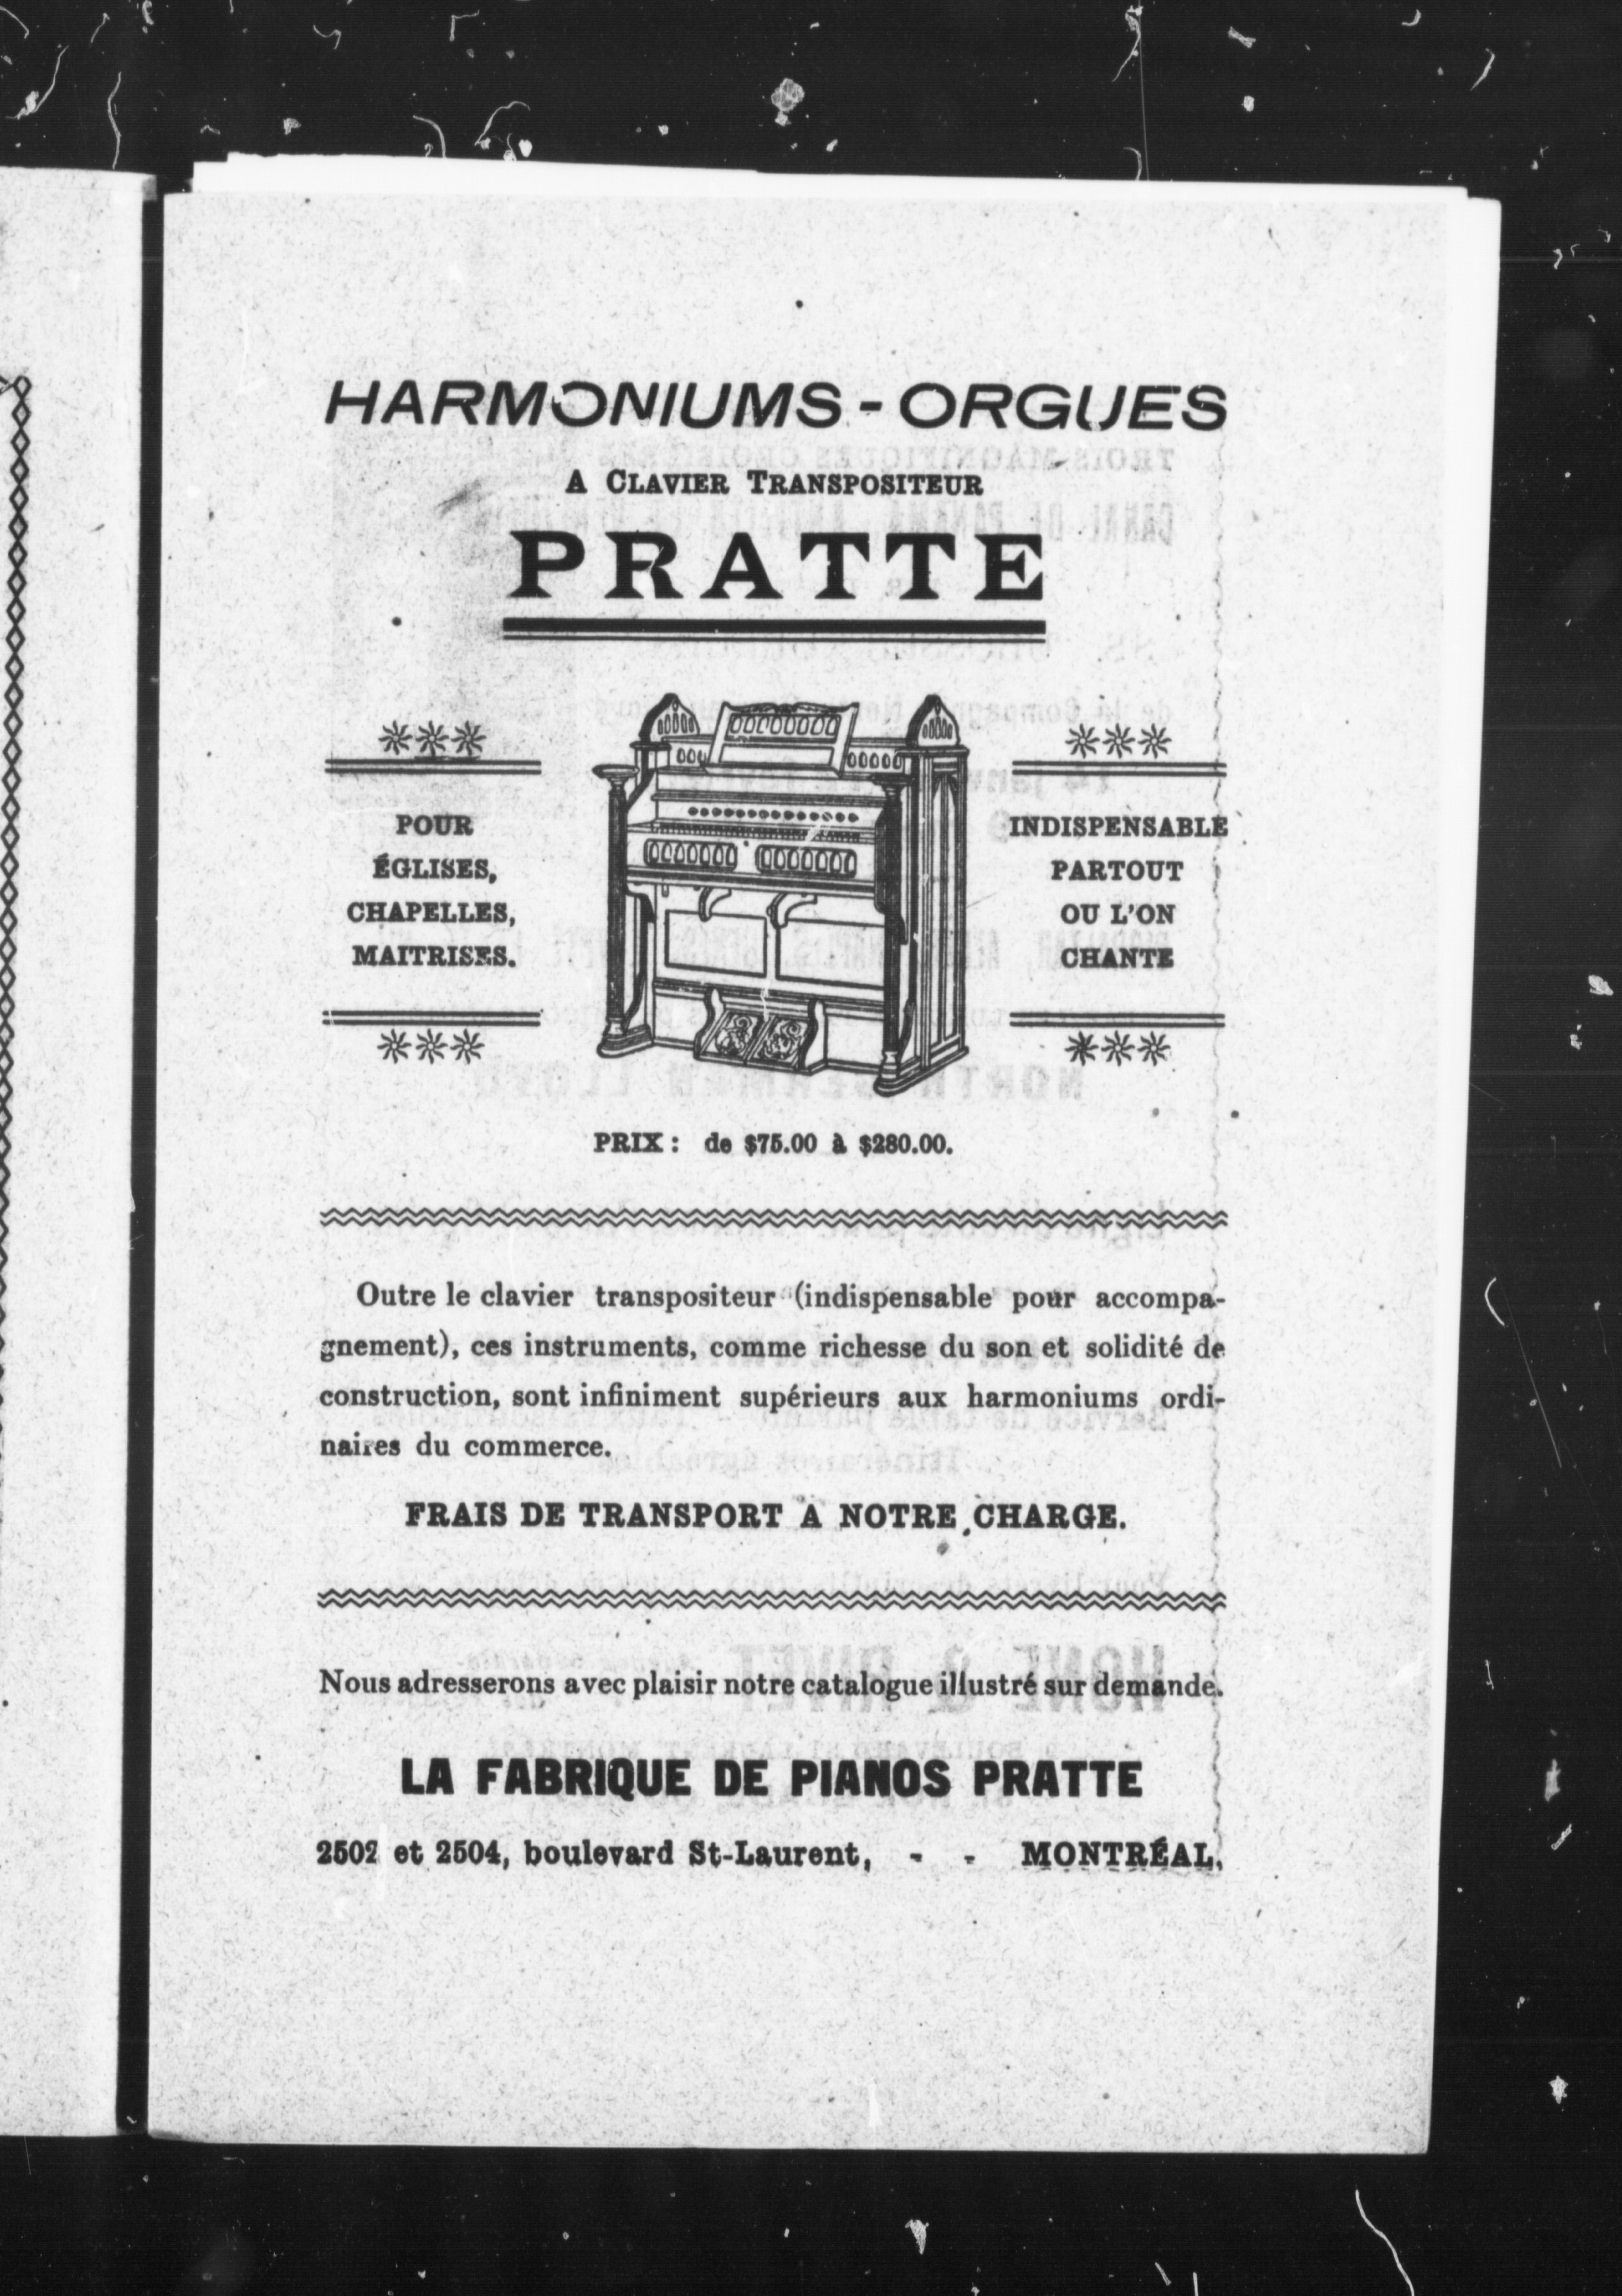 HARMONIUMS - ORGUES
A CLAVIER TRANSPOSITEUR
PRATTE
POUR
ÉGLISES,
CHAPELLES,
MAITRISES.
INDISPENSABLE
PARTOUT
OU L'ON
CHANTE
PRIX : de $75.00 à $280.00.
Outre le clavier transpositeur (indispensable pour accompa-
gnement), ces instruments, comme richesse du son et solidité de
construction, sont infiniment supérieurs aux harmoniums ordi-
naires du commerce.
FRAIS DE TRANSPORT A NOTRE CHARGE.
Nous adresserons avec plaisir notre catalogue illustré sur demande.
LA FABRIQUE DE PIANOS PRATTE
2502 et 2504, boulevard St-Laurent, - - MONTRÉAL.